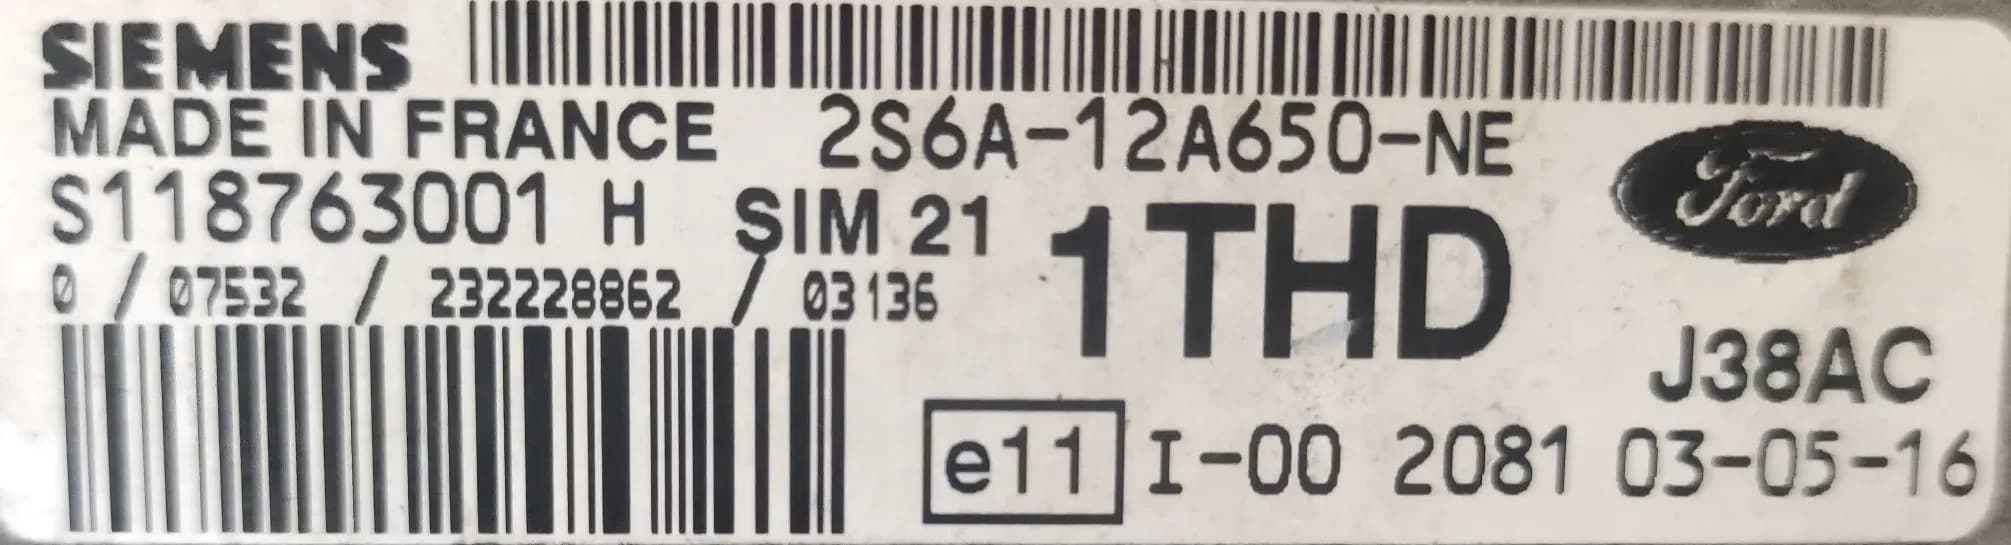 SIEMENS
MADE IN FRANCE 2S6A-12A650-NE
Ford
S118763001 H SIM 21 1THD
0 / 07532 / 232228862 / 03136
J38AC
e11 I-00 2081 03-05-16